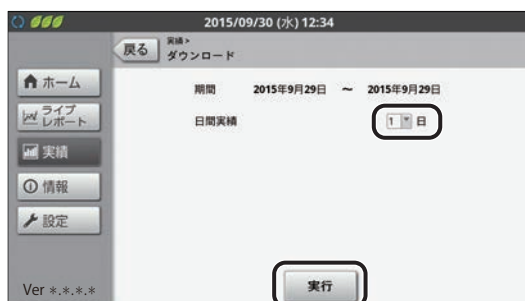 2015/09/30 (水) 12:34
戻る
実績>
ダウンロード
ホーム
ライブ
レポート
実績
情報
設定
Ver *.*.*.*
期間 2015年9月29日 ~ 2015年9月29日
日間実績 1 日
実行